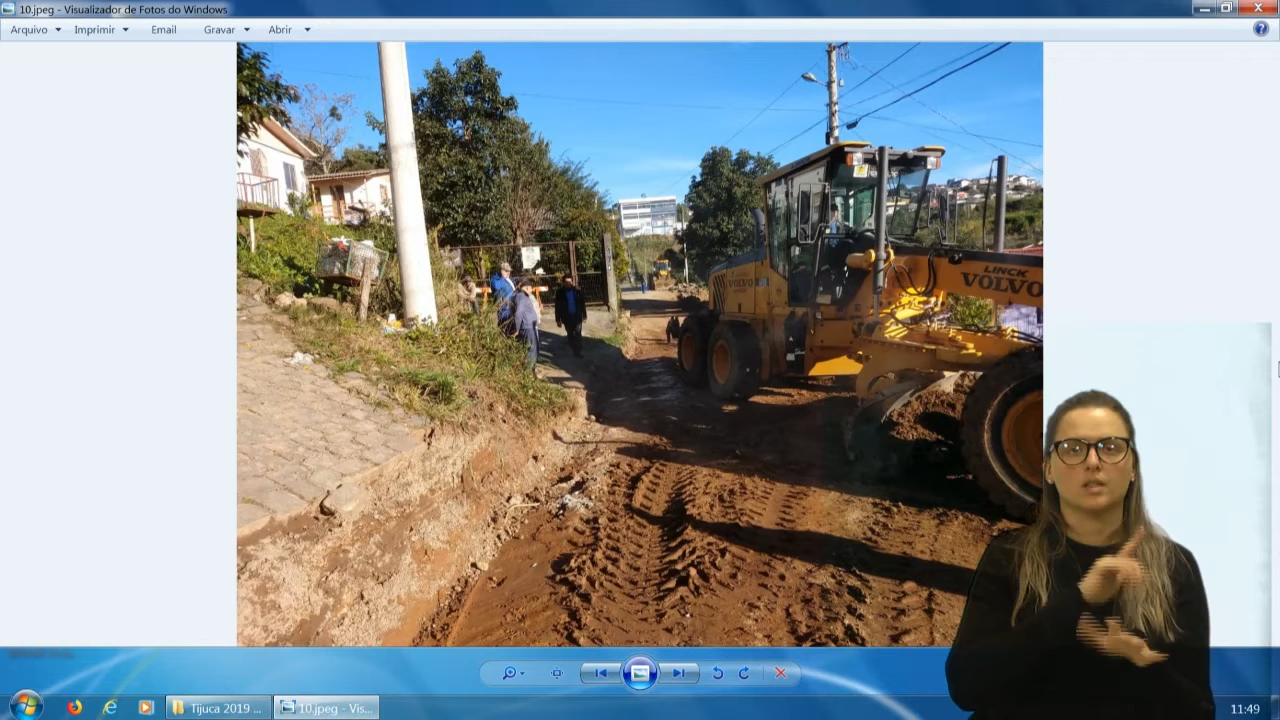 10.jpeg - Visualizador de Fotos do Windows
Arquivo Imprimir Email Gravar Abrir
VOLVO
LINCK
VOLVO
Tijuca 2019 ...
10.jpeg - Vis...
11:49